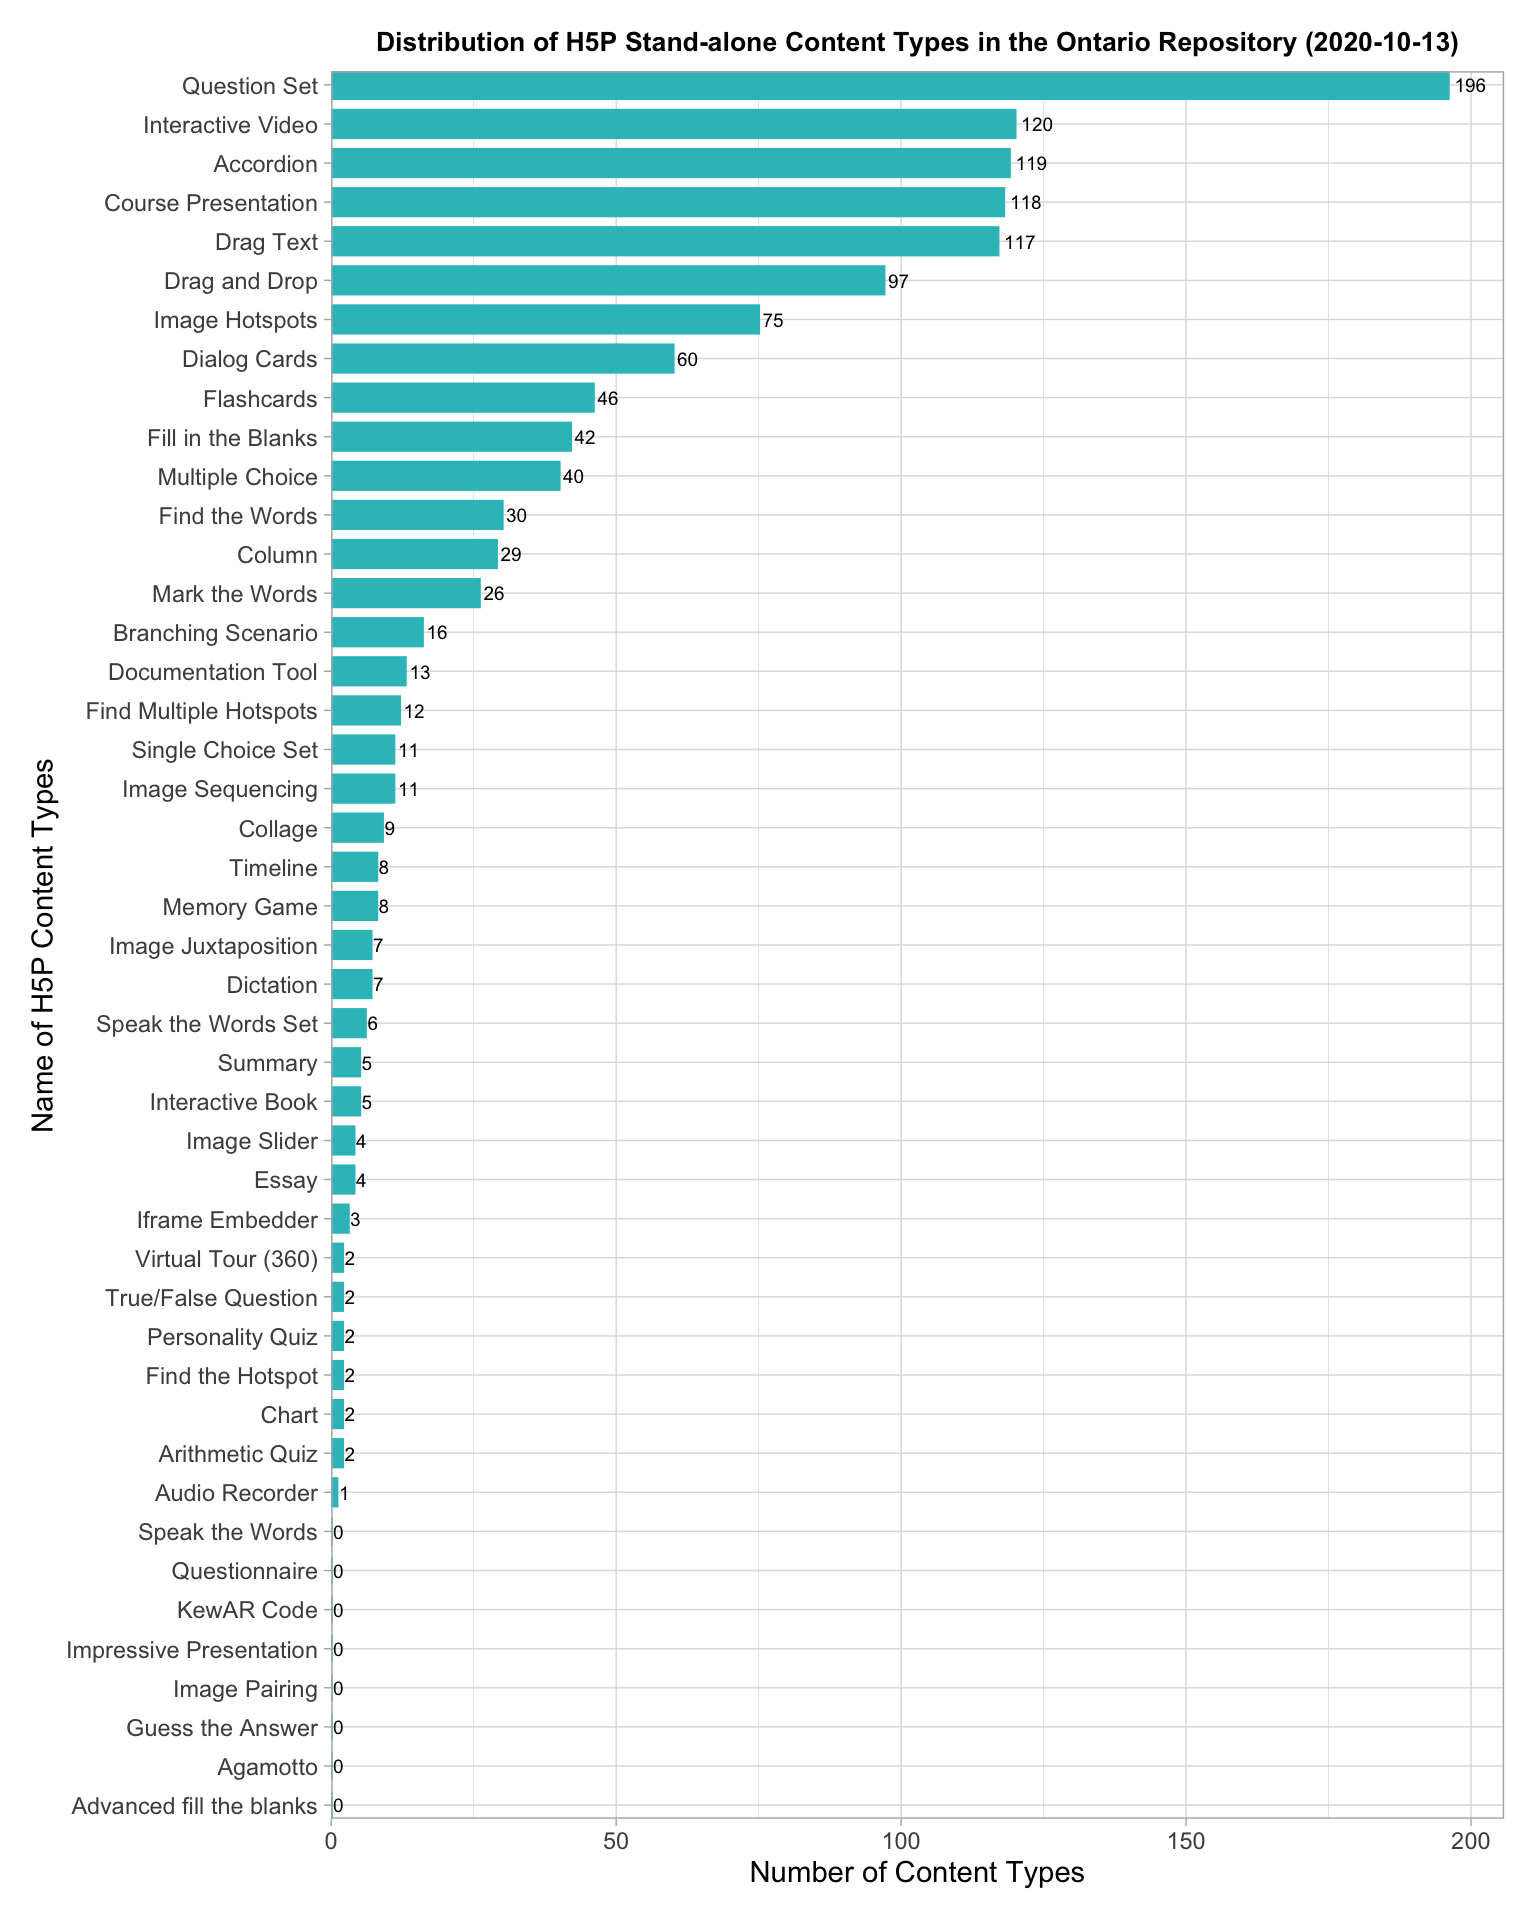 Distribution of H5P Stand-alone Content Types in the Ontario Repository (2020-10-13)
Question Set 196
Interactive Video 120
Accordion 119
Course Presentation 118
Drag Text 117
Drag and Drop 97
Image Hotspots 75
Dialog Cards 60
Flashcards 46
Fill in the Blanks 42
Multiple Choice 40
Find the Words 30
Column 29
Mark the Words 26
Branching Scenario 16
Documentation Tool 13
Find Multiple Hotspots 12
Single Choice Set 11
Image Sequencing 11
Collage 9
Timeline 8
Memory Game 8
Image Juxtaposition 7
Dictation 7
Speak the Words Set 6
Summary 5
Interactive Book 5
Image Slider 4
Essay 4
Iframe Embedder 3
Virtual Tour (360) 2
True/False Question 2
Personality Quiz 2
Find the Hotspot 2
Chart 2
Arithmetic Quiz 2
Audio Recorder 1
Speak the Words 0
Questionnaire 0
KewAR Code 0
Impressive Presentation 0
Image Pairing 0
Guess the Answer 0
Agamotto 0
Advanced fill the blanks 0
0 50 100 150 200
Number of Content Types
Name of H5P Content Types